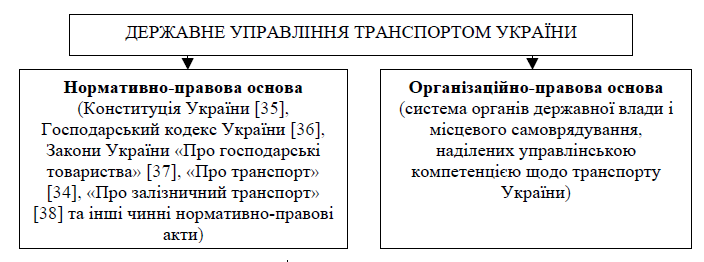 ДЕРЖАВНЕ УПРАВЛІННЯ ТРАНСПОРТОМ УКРАЇНИ
Нормативно-правова основа
(Конституція України [35],
Господарський кодекс України [36],
Закони України «Про господарські
товариства» [37], «Про транспорт»
[34], «Про залізничний транспорт»
[38] та інші чинні нормативно-правові
акти)
Організаційно-правова основа
(система органів державної влади і
місцевого самоврядування,
наділених управлінською
компетенцією щодо транспорту
України)